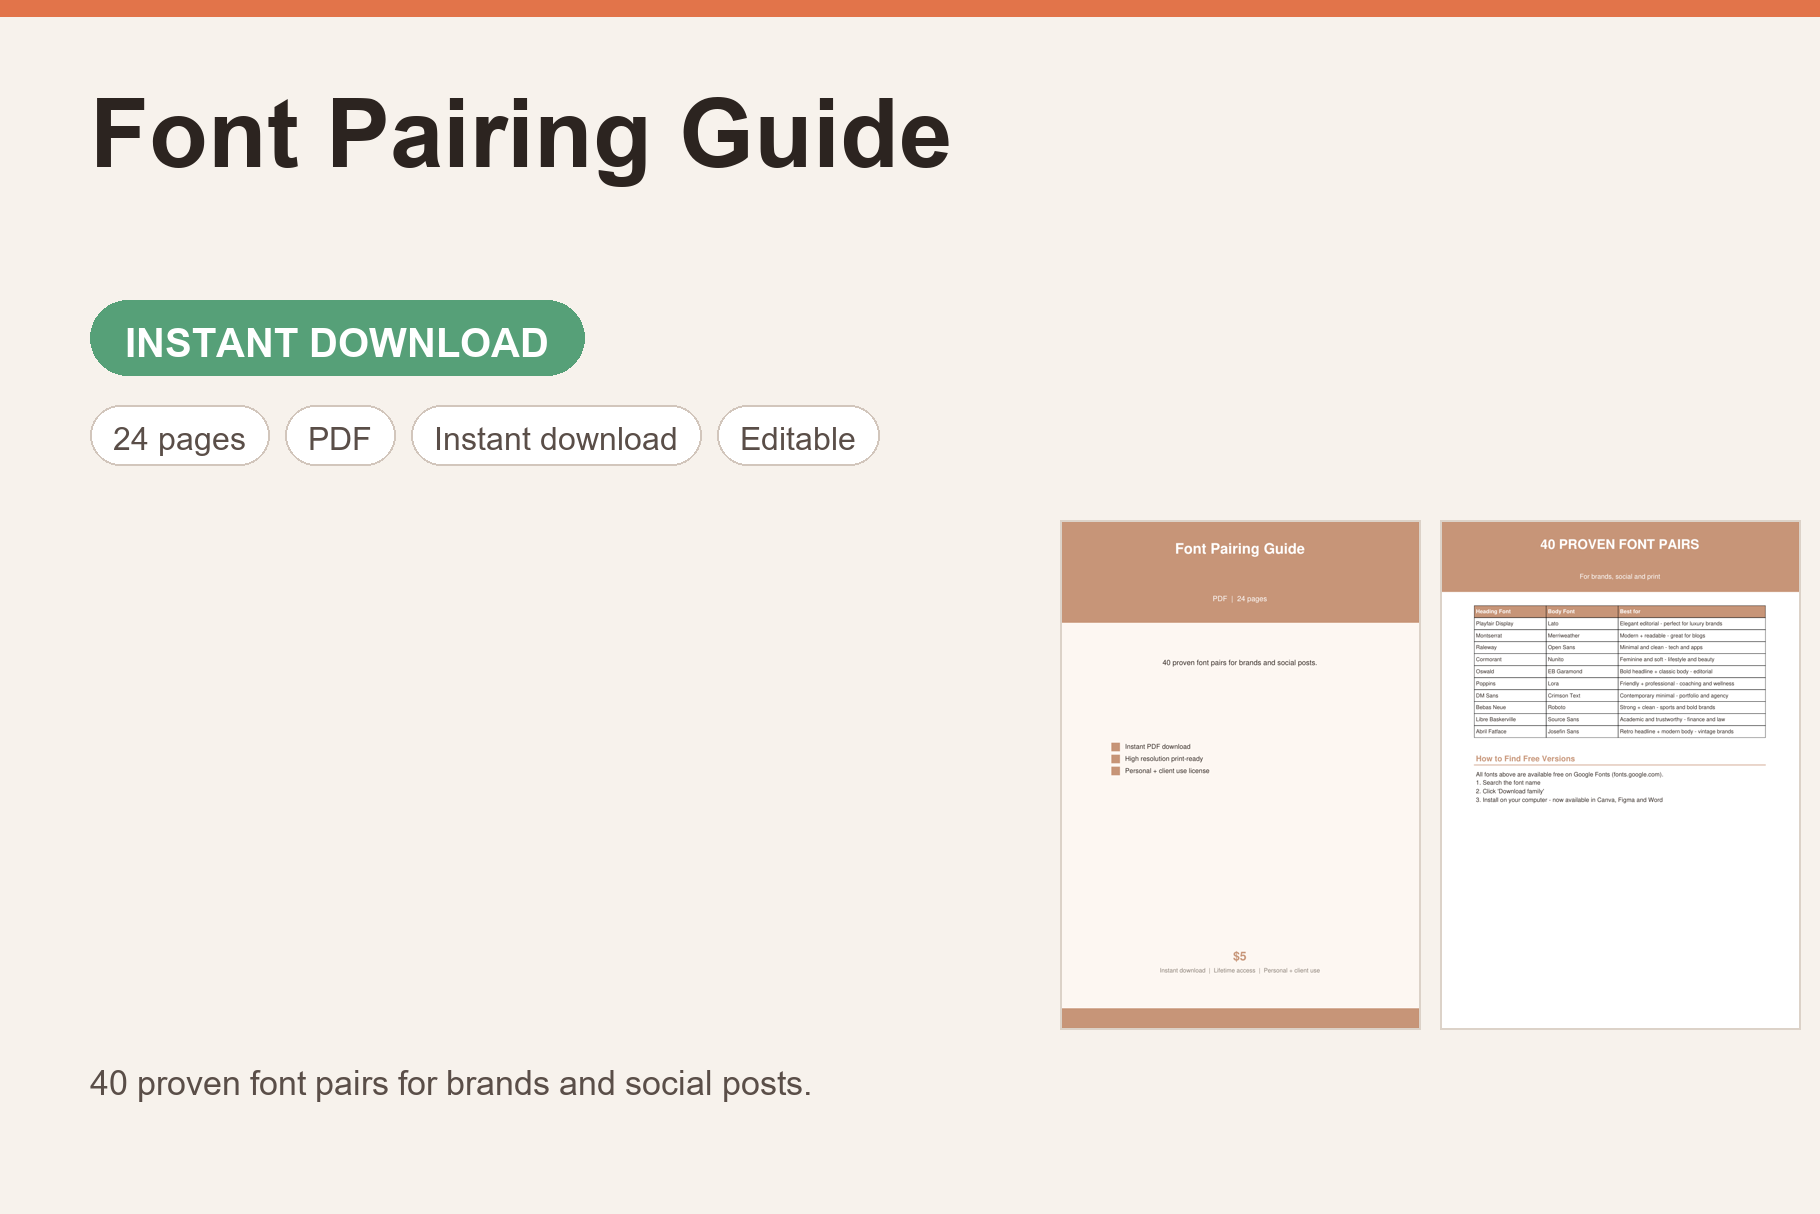 Font Pairing Guide
INSTANT DOWNLOAD
24 pages
PDF
Instant download
Editable
Font Pairing Guide
PDF | 24 pages
40 proven font pairs for brands and social posts.
Instant PDF download
High resolution print-ready
Personal + client use license
$5
Instant download | Lifetime access | Personal + client use
40 PROVEN FONT PAIRS
For brands, social and print
Heading Font Body Font Best for
Playfair Display Lato Elegant editorial - perfect for luxury brands
Montserrat Merriweather Modern + readable - great for blogs
Raleway Open Sans Minimal and clean - tech and apps
Cormorant Nunito Feminine and soft - lifestyle and beauty
Oswald EB Garamond Bold headline + classic body - editorial
Poppins Lora Friendly + professional - coaching and wellness
DM Sans Crimson Text Contemporary minimal - portfolio and agency
Bebas Neue Roboto Strong + clean - sports and bold brands
Libre Baskerville Source Sans Academic and trustworthy - finance and law
Abril Fatface Josefin Sans Retro headline + modern body - vintage brands
How to Find Free Versions
All fonts above are available free on Google Fonts (fonts.google.com).
1. Search the font name
2. Click 'Download family'
3. Install on your computer - now available in Canva, Figma and Word
40 proven font pairs for brands and social posts.